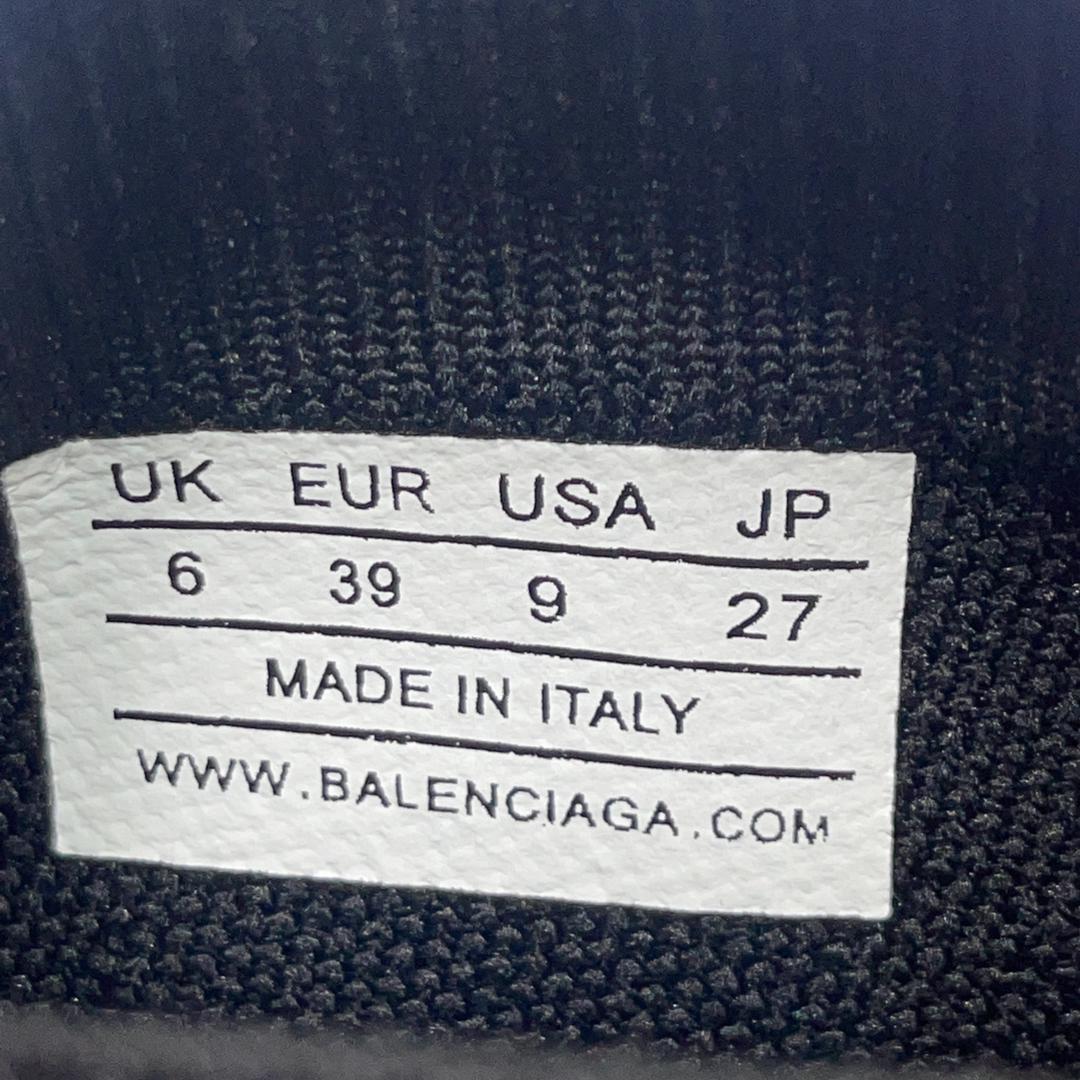 UK EUR USA JP
6 39 9 27
MADE IN ITALY
WWW.BALENCIAGA.COM